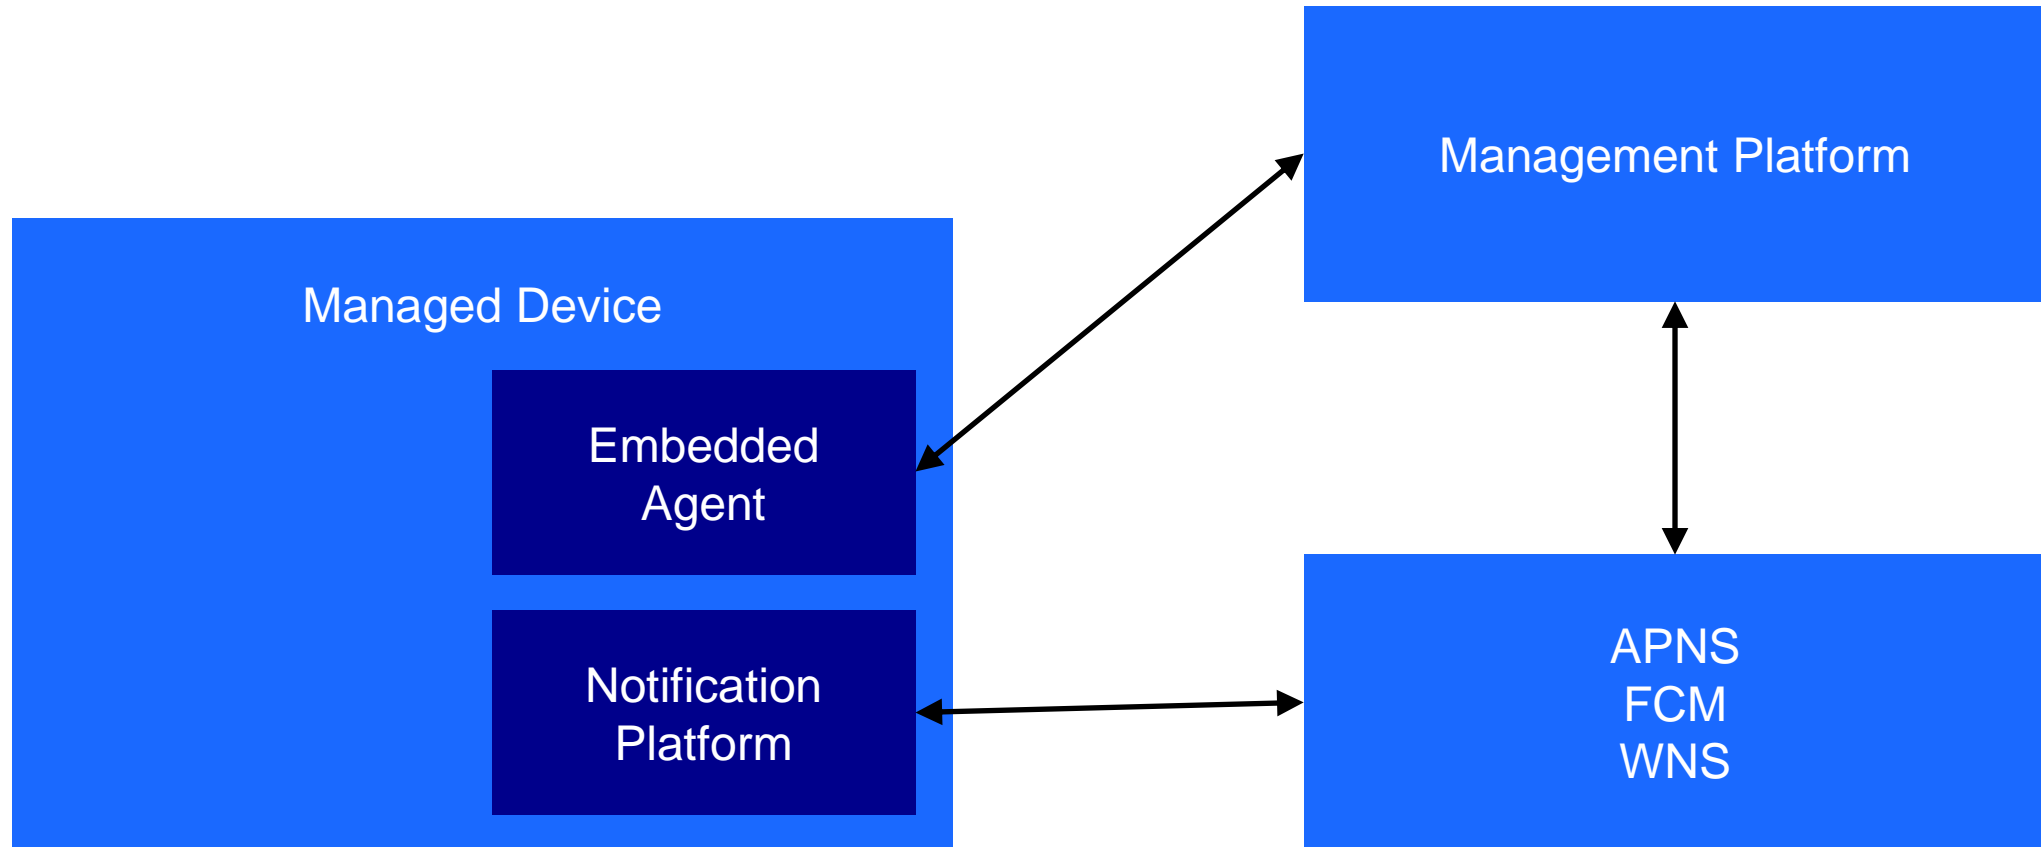 Management Platform
Managed Device
Embedded
Agent
Notification
Platform
APNS
FCM
WNS